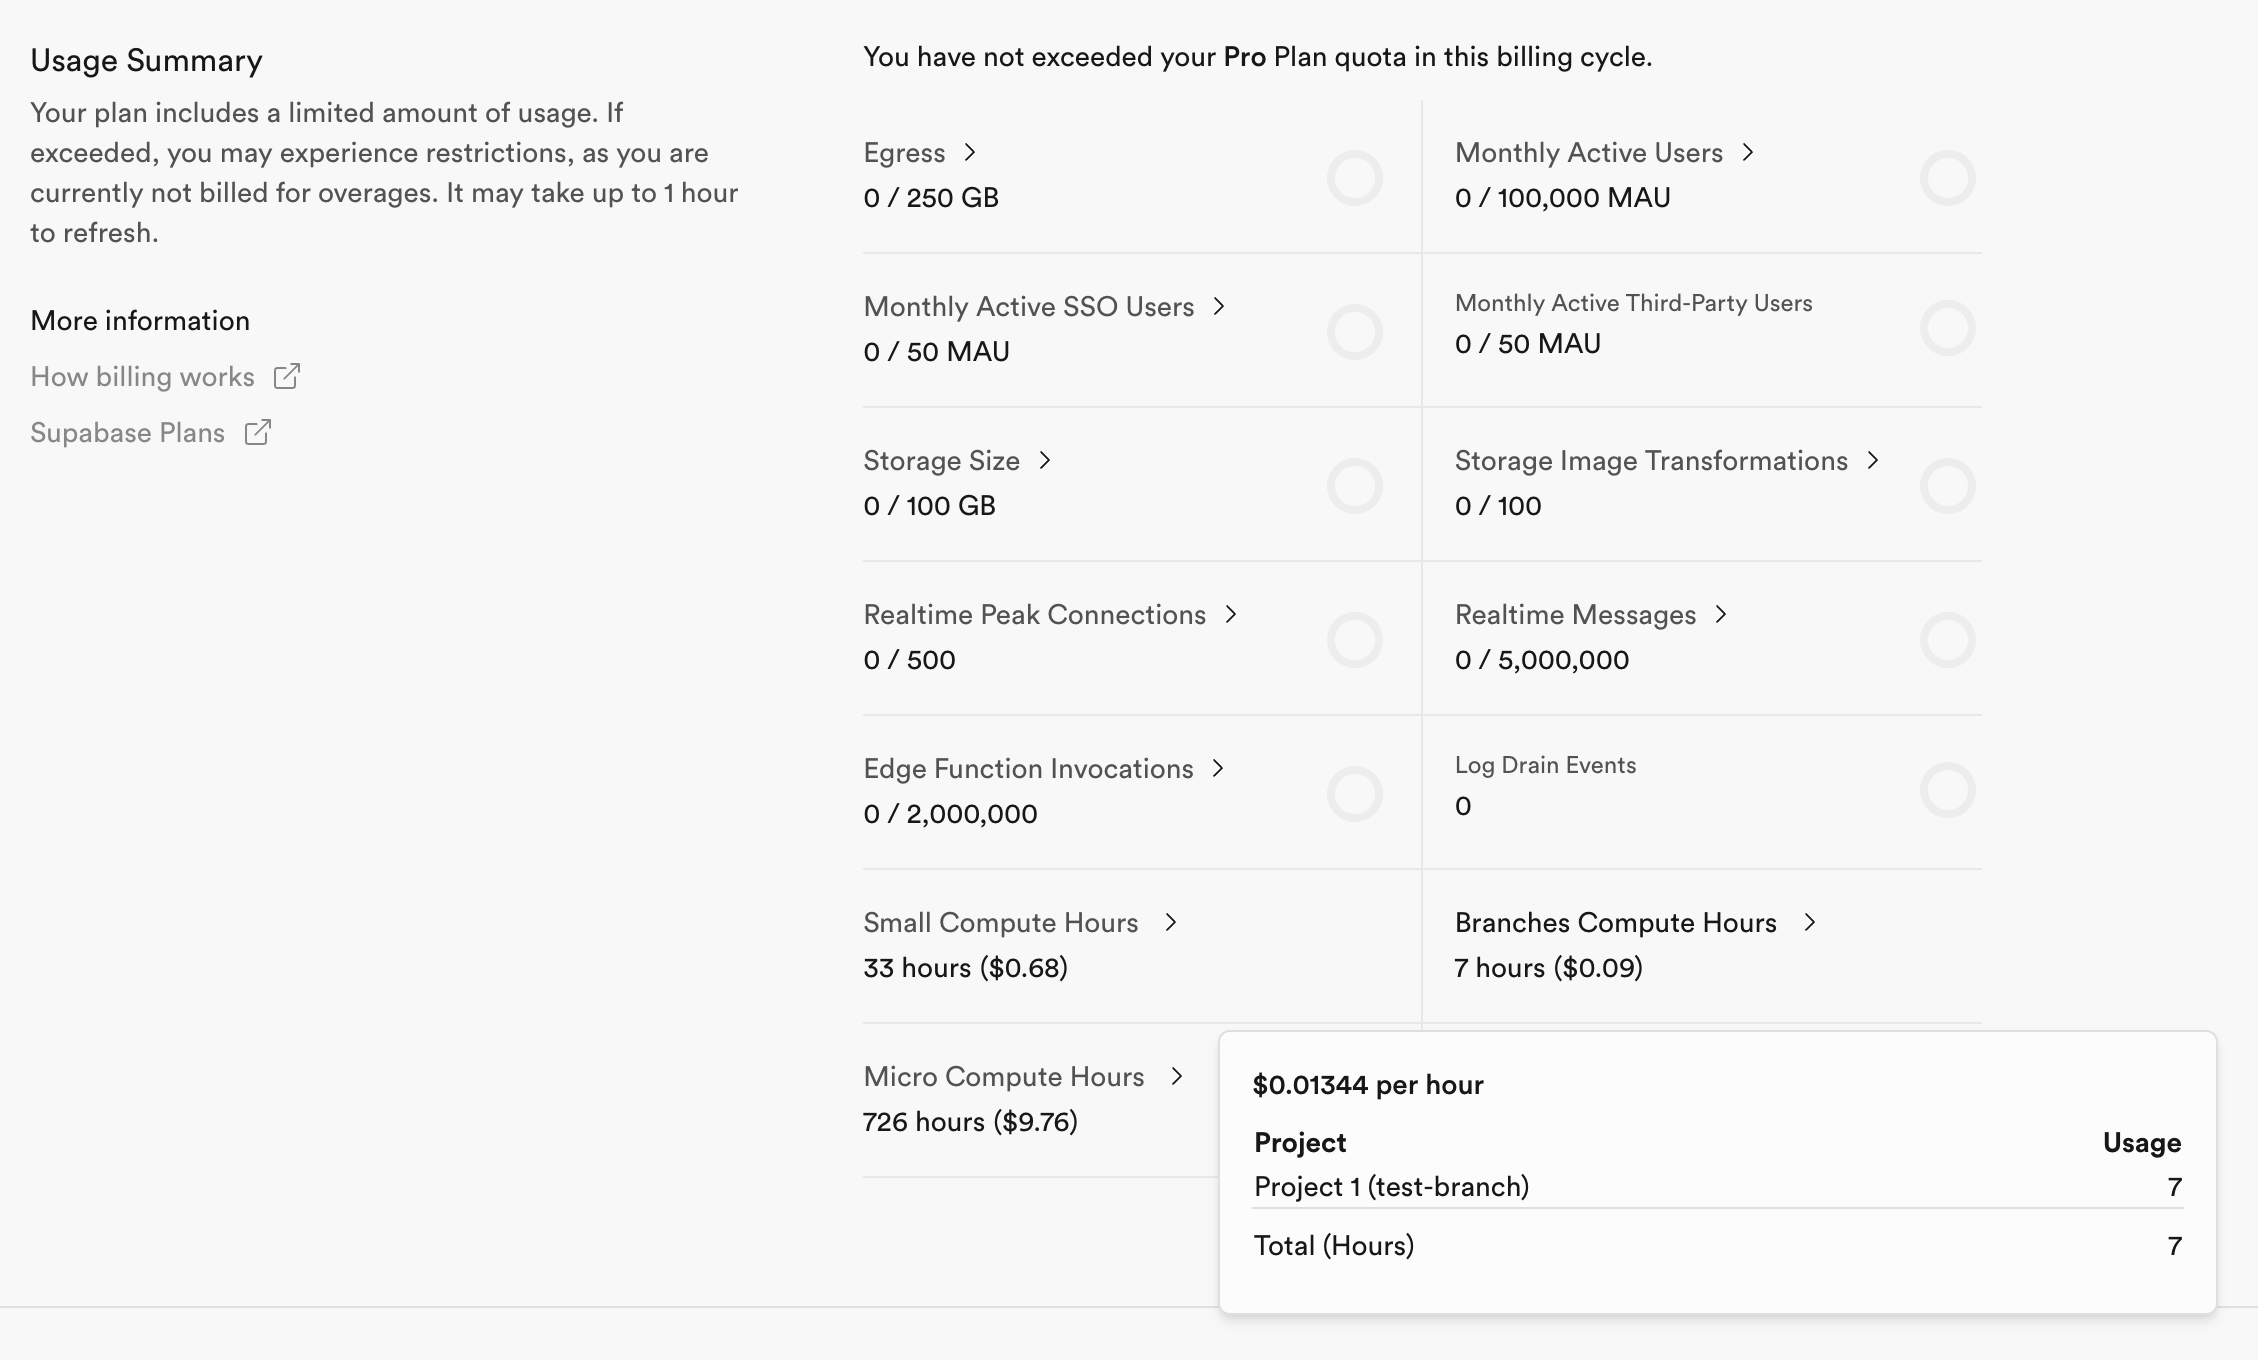 Usage Summary
Your plan includes a limited amount of usage. If
exceeded, you may experience restrictions, as you are
currently not billed for overages. It may take up to 1 hour
to refresh.
More information
How billing works
Supabase Plans
You have not exceeded your Pro Plan quota in this billing cycle.
Egress
0 / 250 GB
Monthly Active Users
0 / 100,000 MAU
Monthly Active SSO Users
0 / 50 MAU
Monthly Active Third-Party Users
0 / 50 MAU
Storage Size
0 / 100 GB
Storage Image Transformations
0 / 100
Realtime Peak Connections
0 / 500
Realtime Messages
0 / 5,000,000
Edge Function Invocations
0 / 2,000,000
Log Drain Events
0
Small Compute Hours
33 hours ($0.68)
Branches Compute Hours
7 hours ($0.09)
Micro Compute Hours
726 hours ($9.76)
$0.01344 per hour
Project Usage
Project 1 (test-branch) 7
Total (Hours) 7